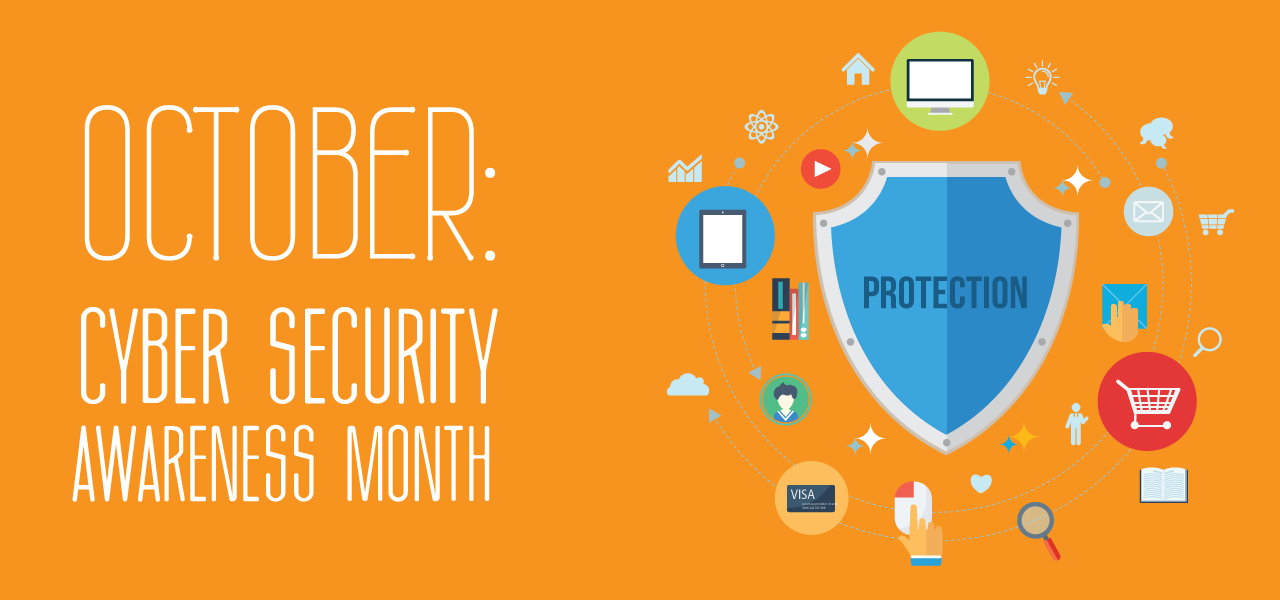 OCTOBER:
CYBER SECURITY
AWARENESS MONTH
PROTECTION
VISA